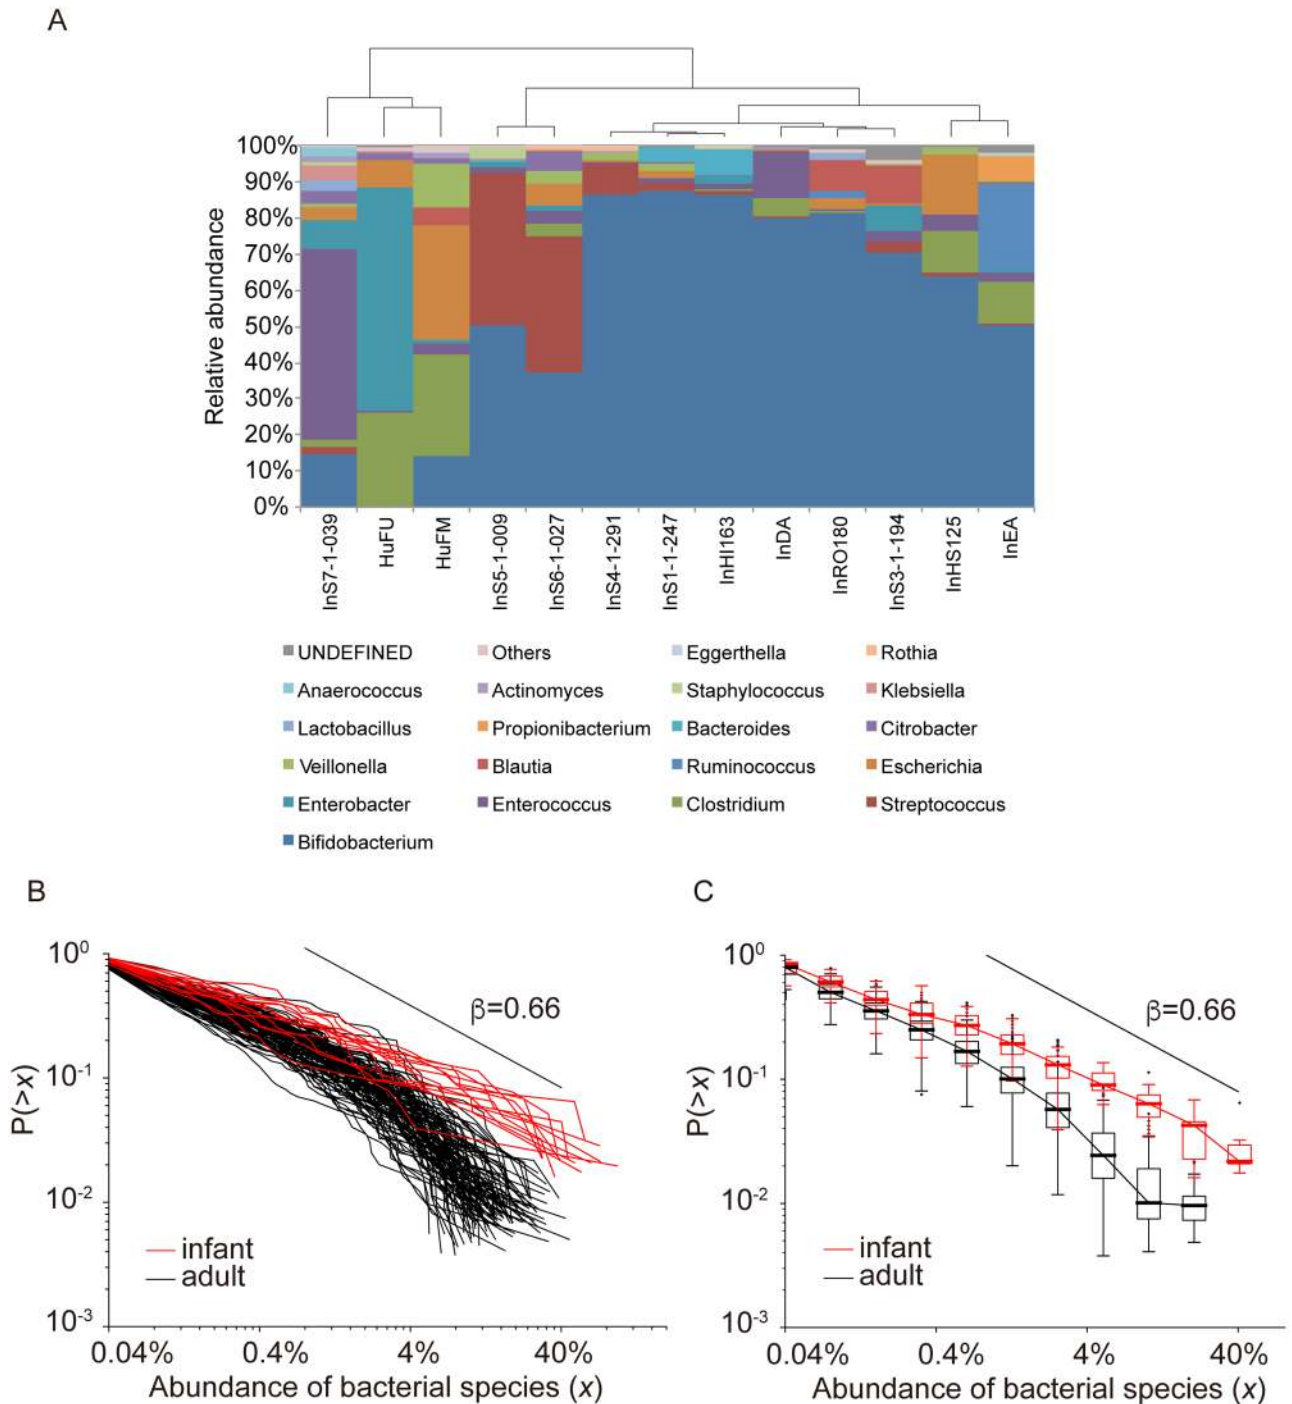 A
100%
90%
80%
70%
60%
50%
40%
30%
20%
10%
0%
Relative abundance
InS7-1-039
HuFU
HuFM
InS5-1-009
InS6-1-027
InS4-1-291
InS1-1-247
InHI163
InDA
InRO180
InS3-1-194
InHS125
InEA
UNDEFINED Others Eggerthella Rothia
Anaerococcus Actinomyces Staphylococcus Klebsiella
Lactobacillus Propionibacterium Bacteroides Citrobacter
Veillonella Blautia Ruminococcus Escherichia
Enterobacter Enterococcus Clostridium Streptococcus
Bifidobacterium
B
10⁰
10⁻¹
10⁻²
10⁻³
P(>x)
β=0.66
infant
adult
0.04% 0.4% 4% 40%
Abundance of bacterial species (x)
C
10⁰
10⁻¹
10⁻²
10⁻³
P(>x)
β=0.66
infant
adult
0.04% 0.4% 4% 40%
Abundance of bacterial species (x)